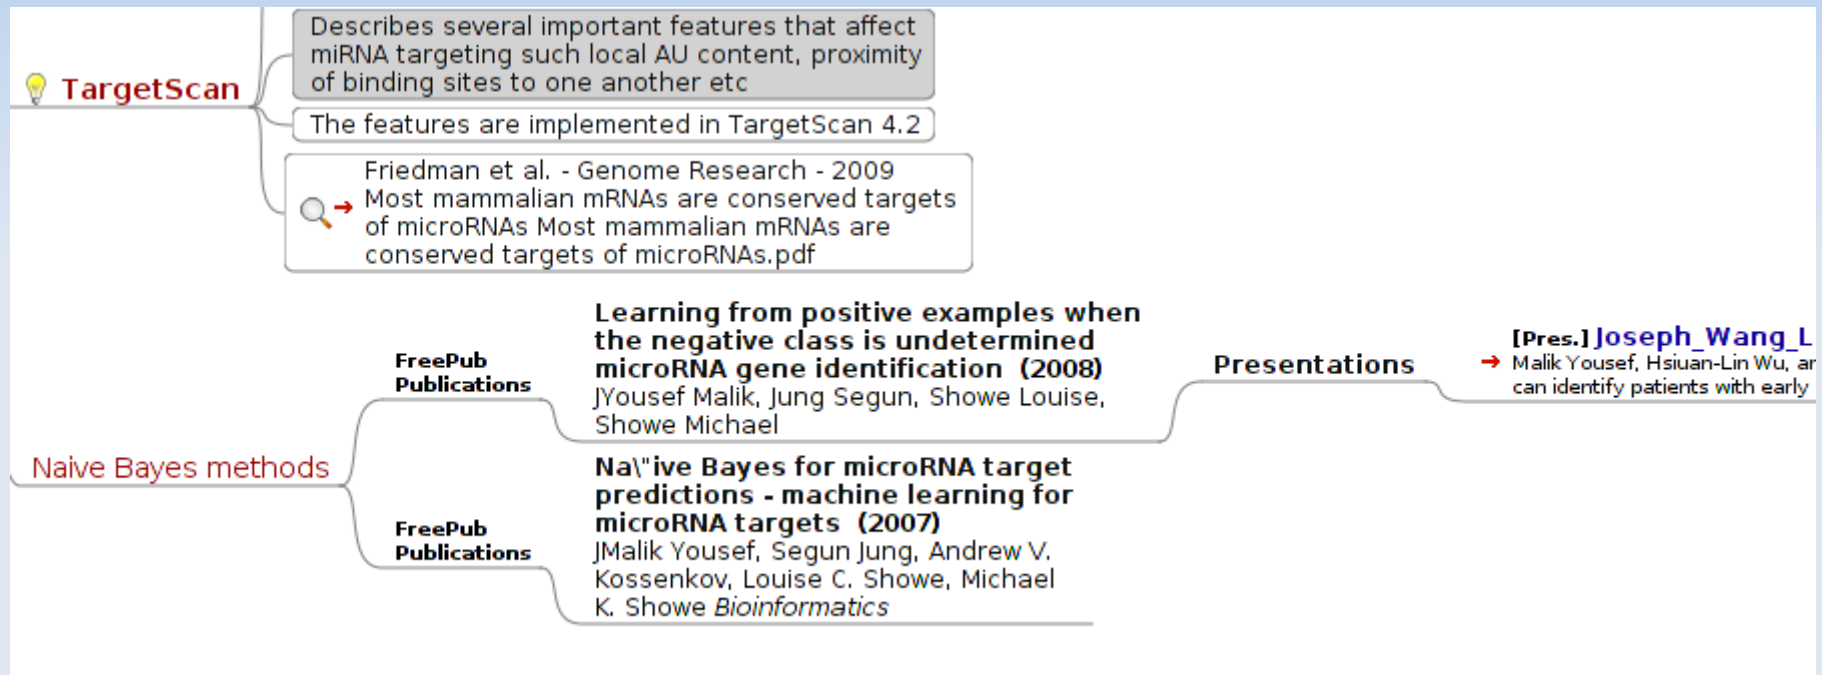 Describes several important features that affect
miRNA targeting such local AU content, proximity
of binding sites to one another etc
TargetScan
The features are implemented in TargetScan 4.2
Friedman et al. - Genome Research - 2009
Most mammalian mRNAs are conserved targets
of microRNAs Most mammalian mRNAs are
conserved targets of microRNAs.pdf
Naive Bayes methods
FreePub
Publications
Learning from positive examples when
the negative class is undetermined
microRNA gene identification (2008)
JYousef Malik, Jung Segun, Showe Louise,
Showe Michael
Presentations
[Pres.] Joseph_Wang_L
Malik Yousef, Hsiuan-Lin Wu, ar
can identify patients with early
FreePub
Publications
Na\"ive Bayes for microRNA target
predictions - machine learning for
microRNA targets (2007)
JMalik Yousef, Segun Jung, Andrew V.
Kossenkov, Louise C. Showe, Michael
K. Showe Bioinformatics